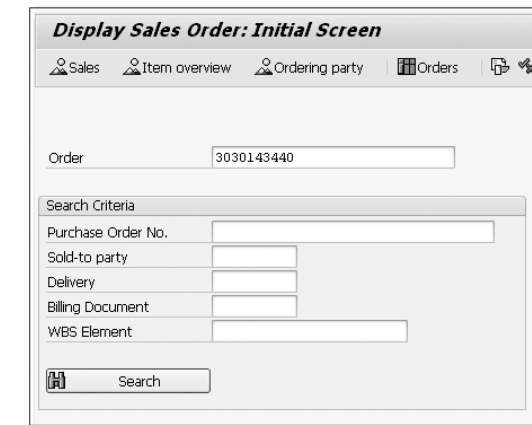 Display Sales Order: Initial Screen
Sales Item overview Ordering party Orders
Order 3030143440
Search Criteria
Purchase Order No.
Sold-to party
Delivery
Billing Document
WBS Element
Search